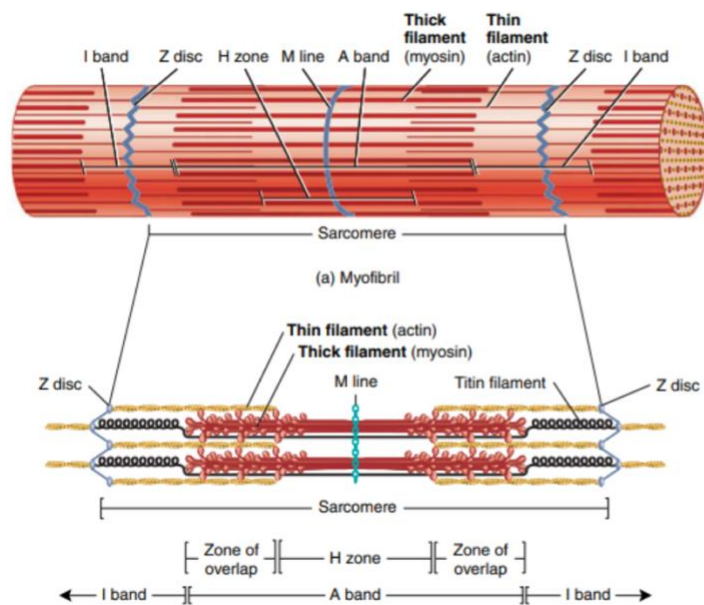 Thick Thin
filament filament
I band Z disc H zone M line A band (myosin) (actin) Z disc I band
Sarcomere
(a) Myofibril
Thin filament (actin)
Thick filament (myosin)
Z disc M line Titin filament Z disc
Sarcomere
Zone of overlap H zone Zone of overlap
I band A band I band